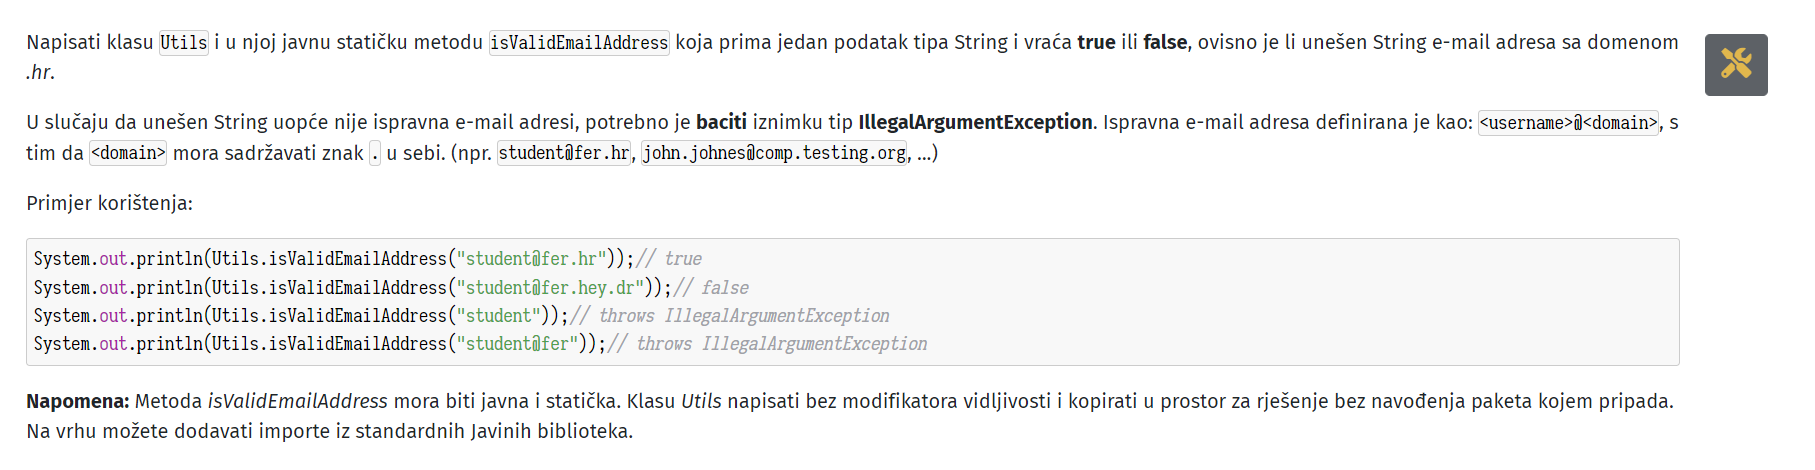 Napisati klasu Utils i u njoj javnu statičku metodu isValidEmailAddress koja prima jedan podatak tipa String i vraća true ili false, ovisno je li unešen String e-mail adresa sa domenom
.hr.
U slučaju da unešen String uopće nije ispravna e-mail adresi, potrebno je baciti iznimku tip IllegalArgumentException. Ispravna e-mail adresa definirana je kao: <username>@<domain>, s
tim da <domain> mora sadržavati znak . u sebi. (npr. student@fer.hr, john.johnes@comp.testing.org, ...)
Primjer korištenja:
System.out.println(Utils.isValidEmailAddress("student@fer.hr"));// true
System.out.println(Utils.isValidEmailAddress("student@fer.hey.dr"));// false
System.out.println(Utils.isValidEmailAddress("student"));// throws IllegalArgumentException
System.out.println(Utils.isValidEmailAddress("student@fer"));// throws IllegalArgumentException
Napomena: Metoda isValidEmailAddress mora biti javna i statička. Klasu Utils napisati bez modifikatora vidljivosti i kopirati u prostor za rješenje bez navođenja paketa kojem pripada.
Na vrhu možete dodavati importe iz standardnih Javinih biblioteka.